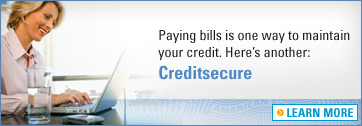 Paying bills is one way to maintain
your credit. Here's another:
Creditsecure
LEARN MORE